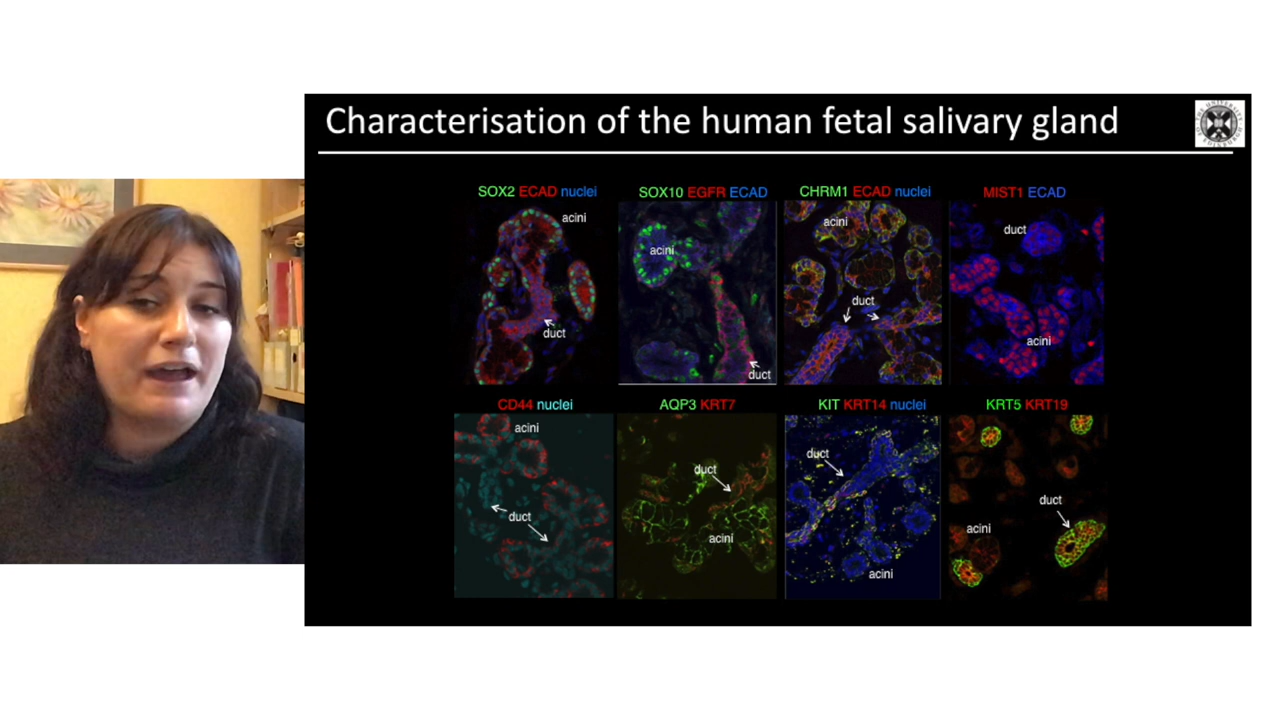 Characterisation of the human fetal salivary gland
SOX2 ECAD nuclei
acini
duct
SOX10 EGFR ECAD
acini
duct
CHRM1 ECAD nuclei
acini
duct
MIST1 ECAD
duct
acini
CD44 nuclei
acini
duct
AQP3 KRT7
duct
acini
KIT KRT14 nuclei
duct
acini
KRT5 KRT19
duct
acini